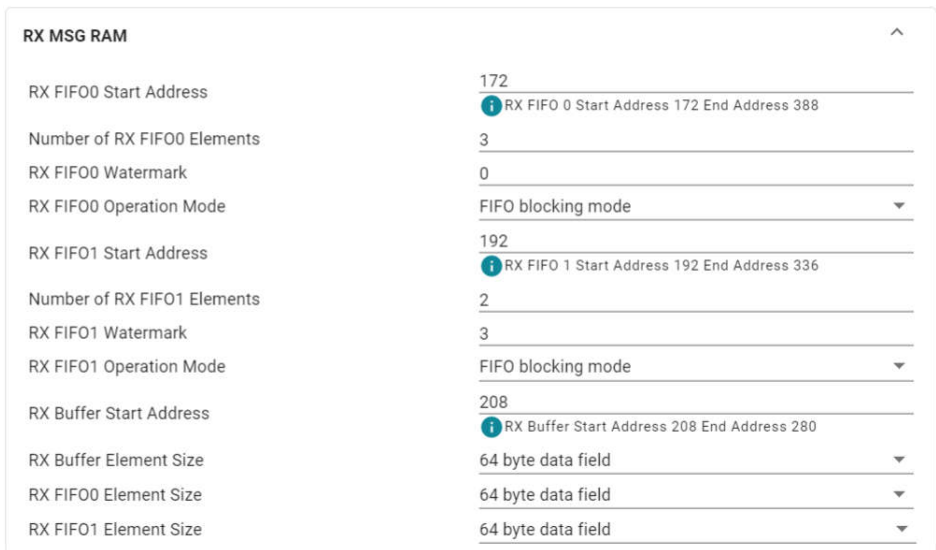 RX MSG RAM
RX FIFO0 Start Address 172
RX FIFO 0 Start Address 172 End Address 388
Number of RX FIFO0 Elements 3
RX FIFO0 Watermark 0
RX FIFO0 Operation Mode FIFO blocking mode
RX FIFO1 Start Address 192
RX FIFO 1 Start Address 192 End Address 336
Number of RX FIFO1 Elements 2
RX FIFO1 Watermark 3
RX FIFO1 Operation Mode FIFO blocking mode
RX Buffer Start Address 208
RX Buffer Start Address 208 End Address 280
RX Buffer Element Size 64 byte data field
RX FIFO0 Element Size 64 byte data field
RX FIFO1 Element Size 64 byte data field